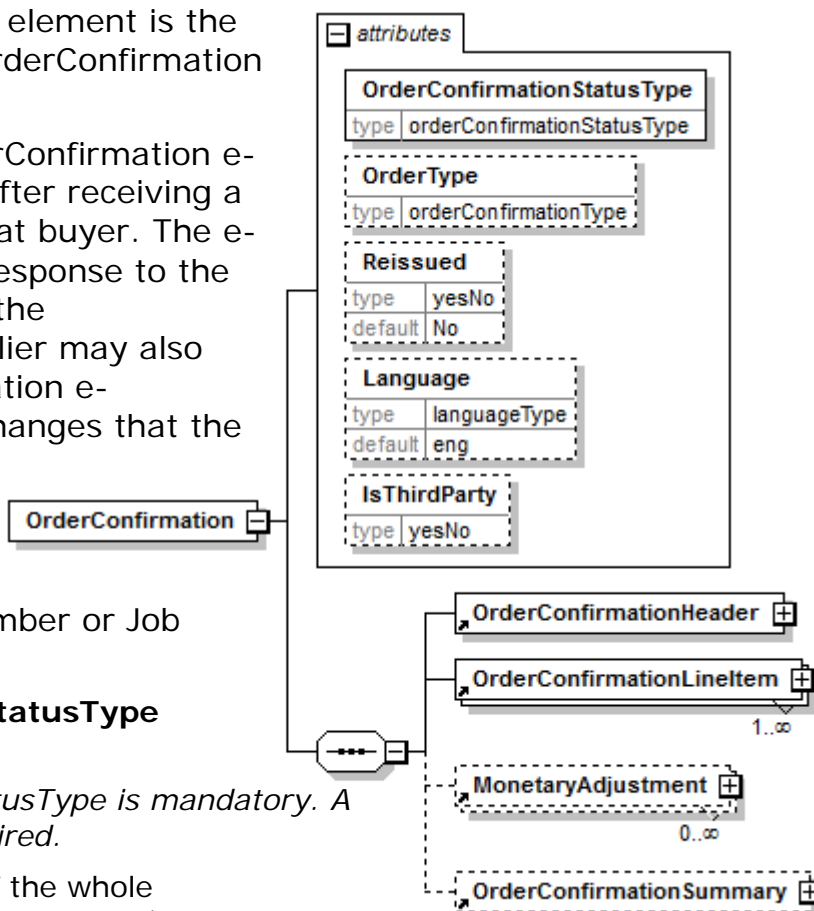 element is the
rderConfirmation
rConfirmation e-
fter receiving a
at buyer. The e-
esponse to the
the
lier may also
ation e-
hanges that the
mber or Job
tatusType
tusType is mandatory. A
ired.
the whole
attributes
OrderConfirmationStatusType
type orderConfirmationStatusType
OrderType
type orderConfirmationType
Reissued
type yesNo
default No
Language
type languageType
default eng
IsThirdParty
type yesNo
OrderConfirmation
OrderConfirmationHeader
OrderConfirmationLineItem
1..∞
MonetaryAdjustment
0..∞
OrderConfirmationSummary